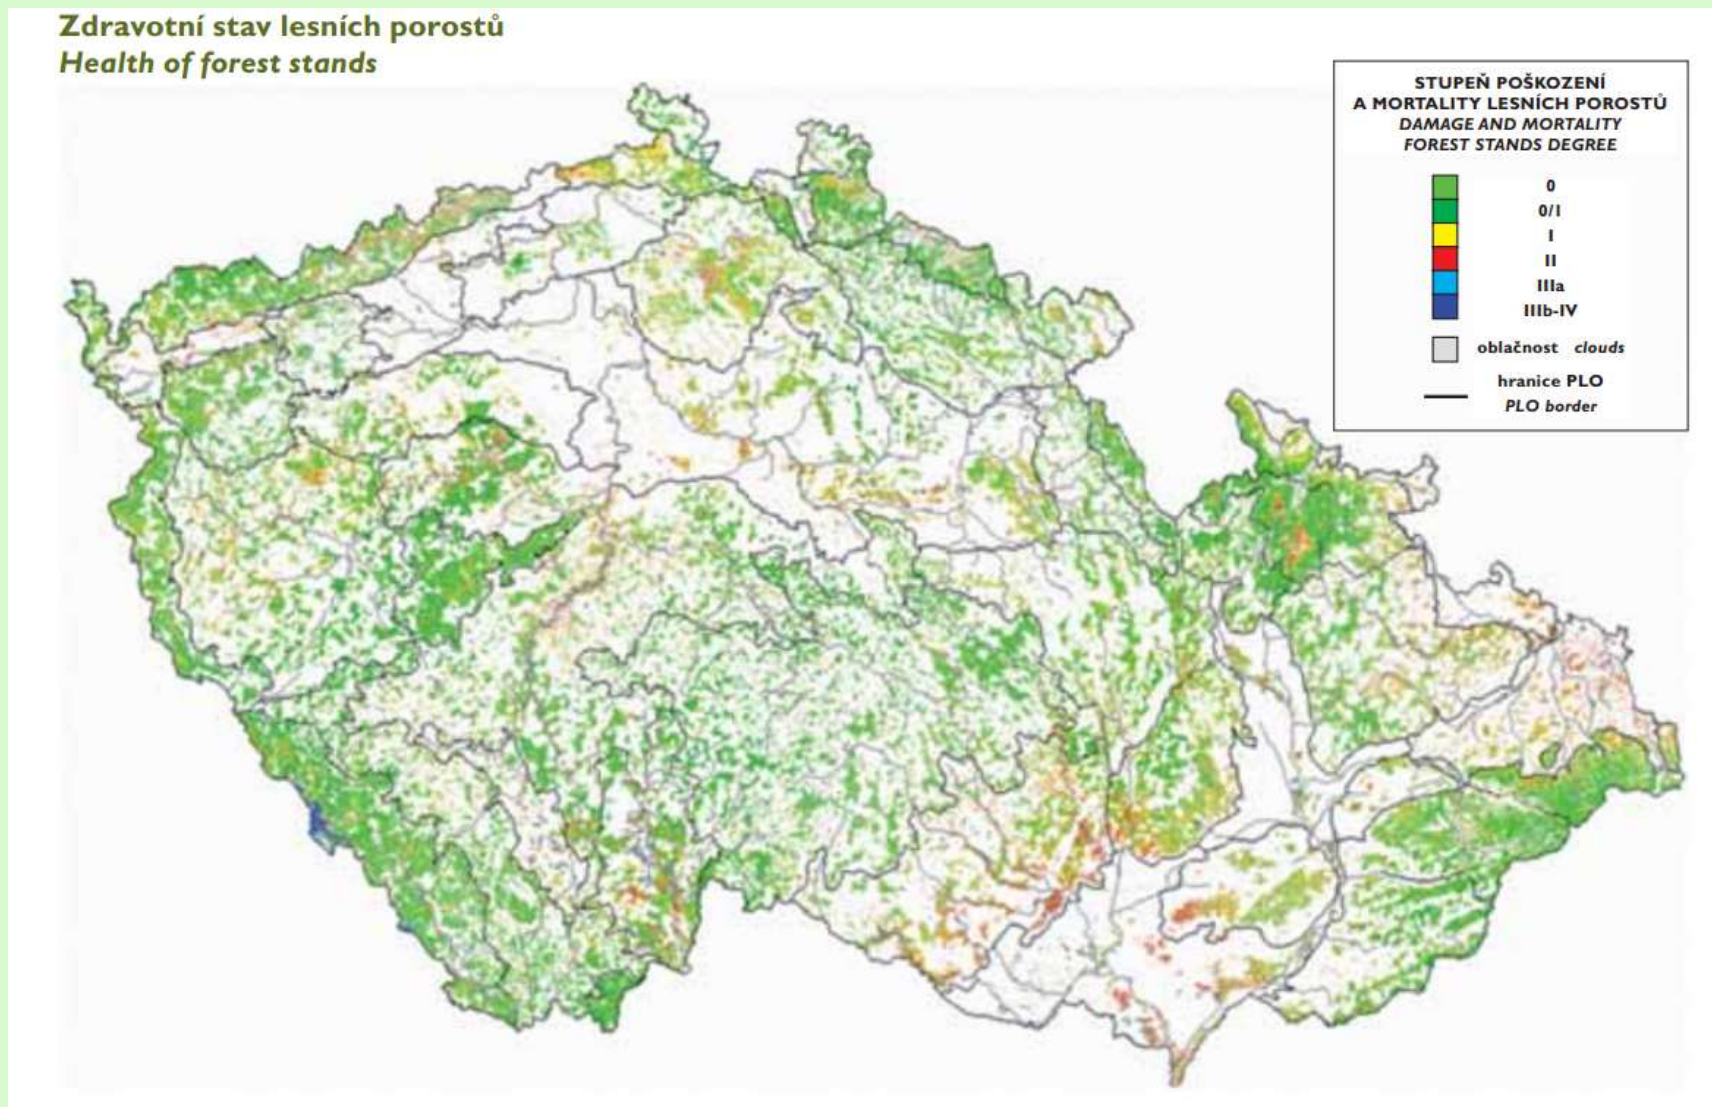 Zdravotní stav lesních porostů
Health of forest stands
STUPEŇ POŠKOZENÍ
A MORTALITY LESNÍCH POROSTŮ
DAMAGE AND MORTALITY
FOREST STANDS DEGREE
0
0/I
I
II
IIIa
IIIb-IV
oblačnost clouds
hranice PLO
PLO border